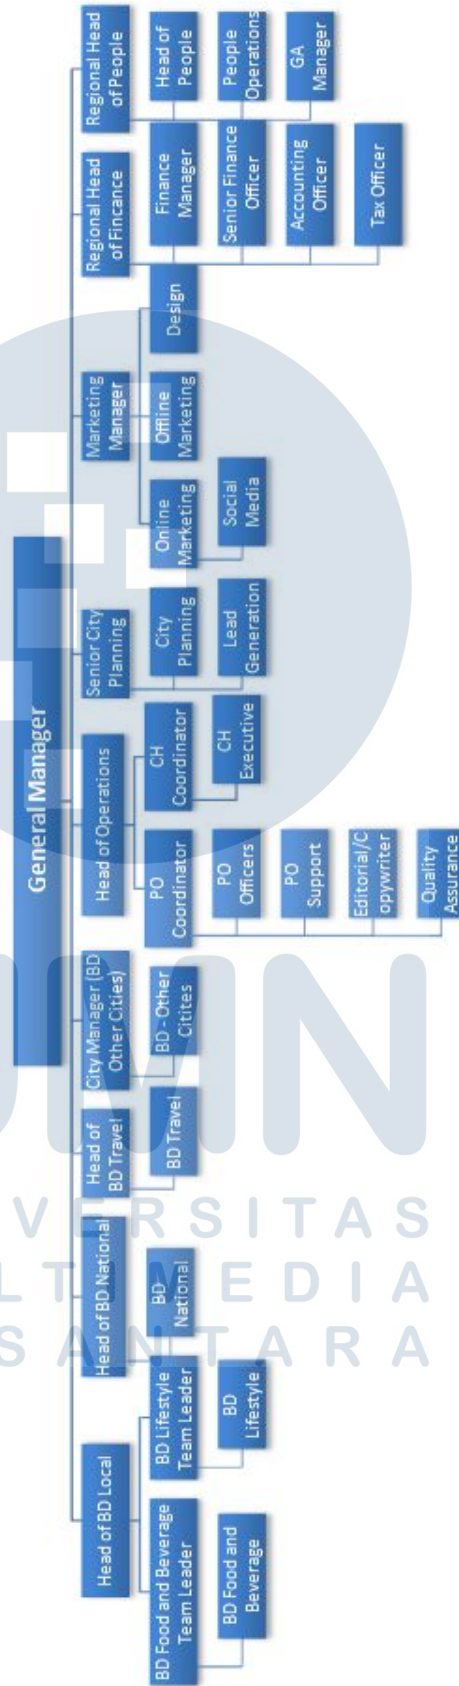 General Manager
Head of BD Local
BD Food and Beverage
Team Leader
BD Food and
Beverage
BD Lifestyle
Team Leader
BD
Lifestyle
Head of BD National
BD
National
Head of
BD Travel
BD Travel
City Manager (BD
Other Cities)
BD - Other
Citites
Head of Operations
PO
Coordinator
PO
Officers
PO
Support
Editorial/C
opywriter
Quality
Assurance
CH
Coordinator
CH
Executive
Senior City
Planning
City
Planning
Lead
Generation
Marketing
Manager
Online
Marketing
Social
Media
Offline
Marketing
Design
Regional Head
of Fincance
Finance
Manager
Senior Finance
Officer
Accounting
Officer
Tax Officer
Regional Head
of People
Head of
People
People
Operations
GA
Manager
UMN
VERSITAS
LTIMEDIA
SANTARA